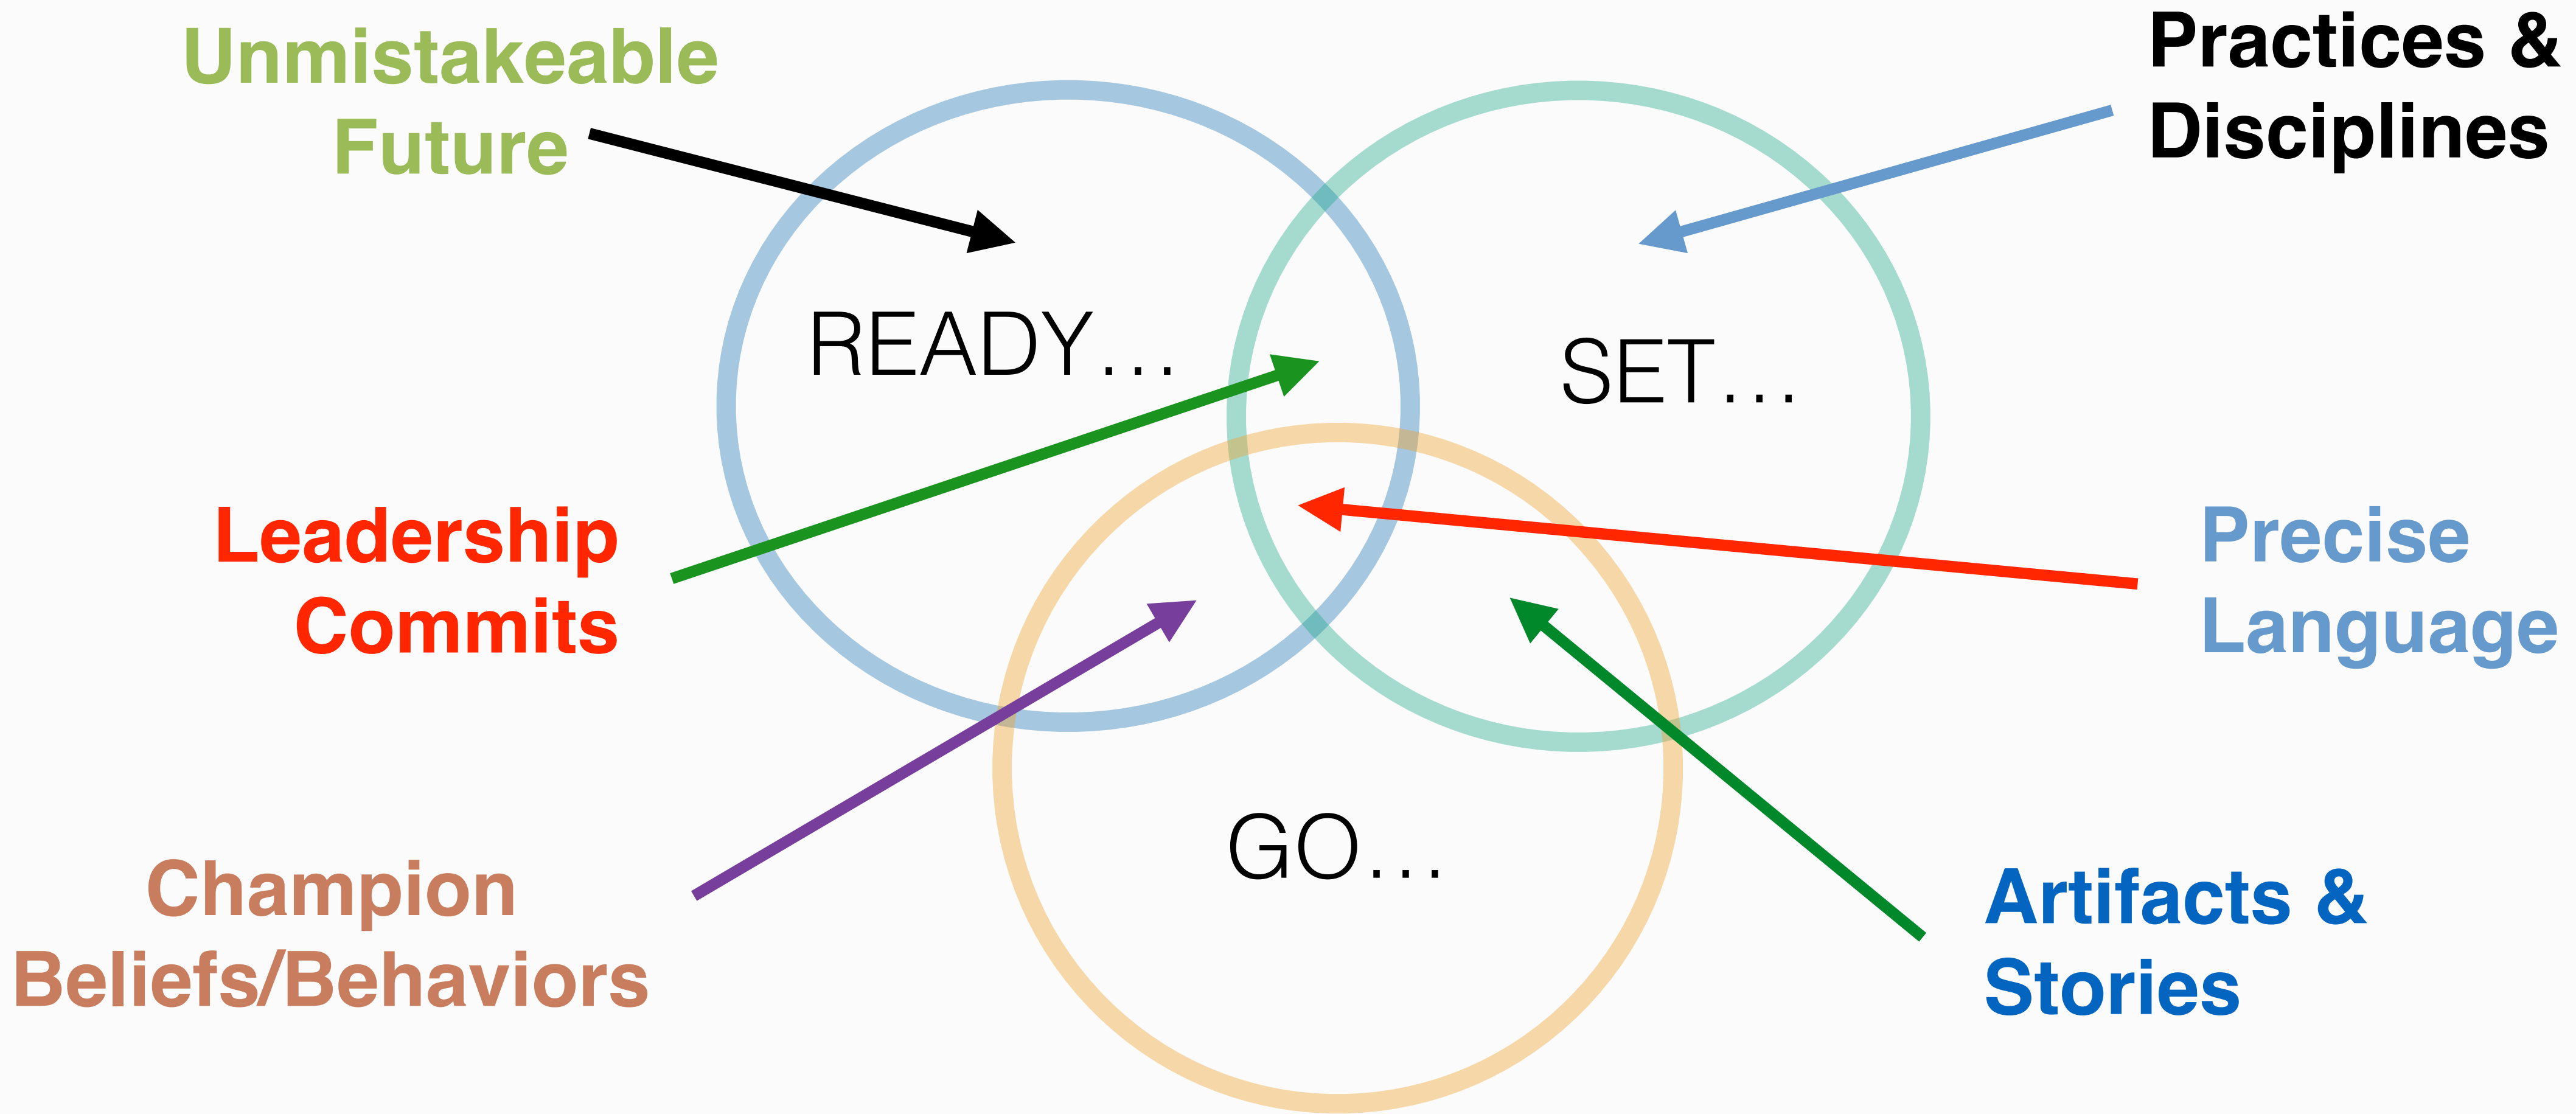 Unmistakeable
Future
Practices &
Disciplines
READY…
SET…
Leadership
Commits
Precise
Language
GO…
Champion
Beliefs/Behaviors
Artifacts &
Stories